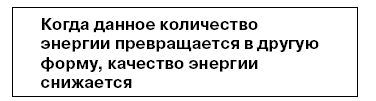 Когда данное количество
энергии превращается в другую
форму, качество энергии
снижается